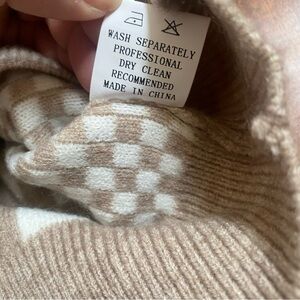 WASH SEPARATELY
PROFESSIONAL
DRY CLEAN
RECOMMENDED
MADE IN CHINA